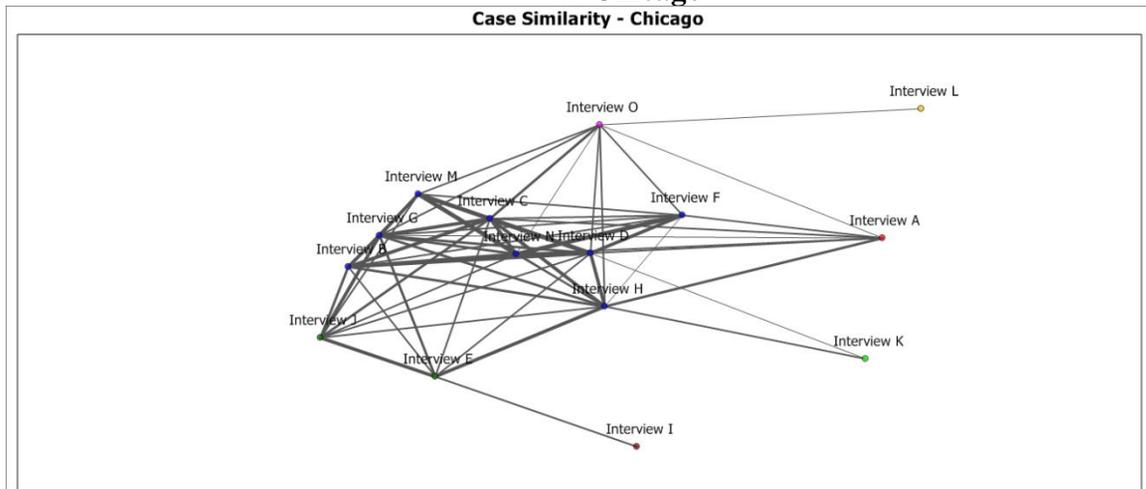 Case Similarity - Chicago
Interview L
Interview O
Interview M
Interview F
Interview C
Interview G
Interview A
Interview N
Interview D
Interview B
Interview H
Interview J
Interview K
Interview E
Interview I